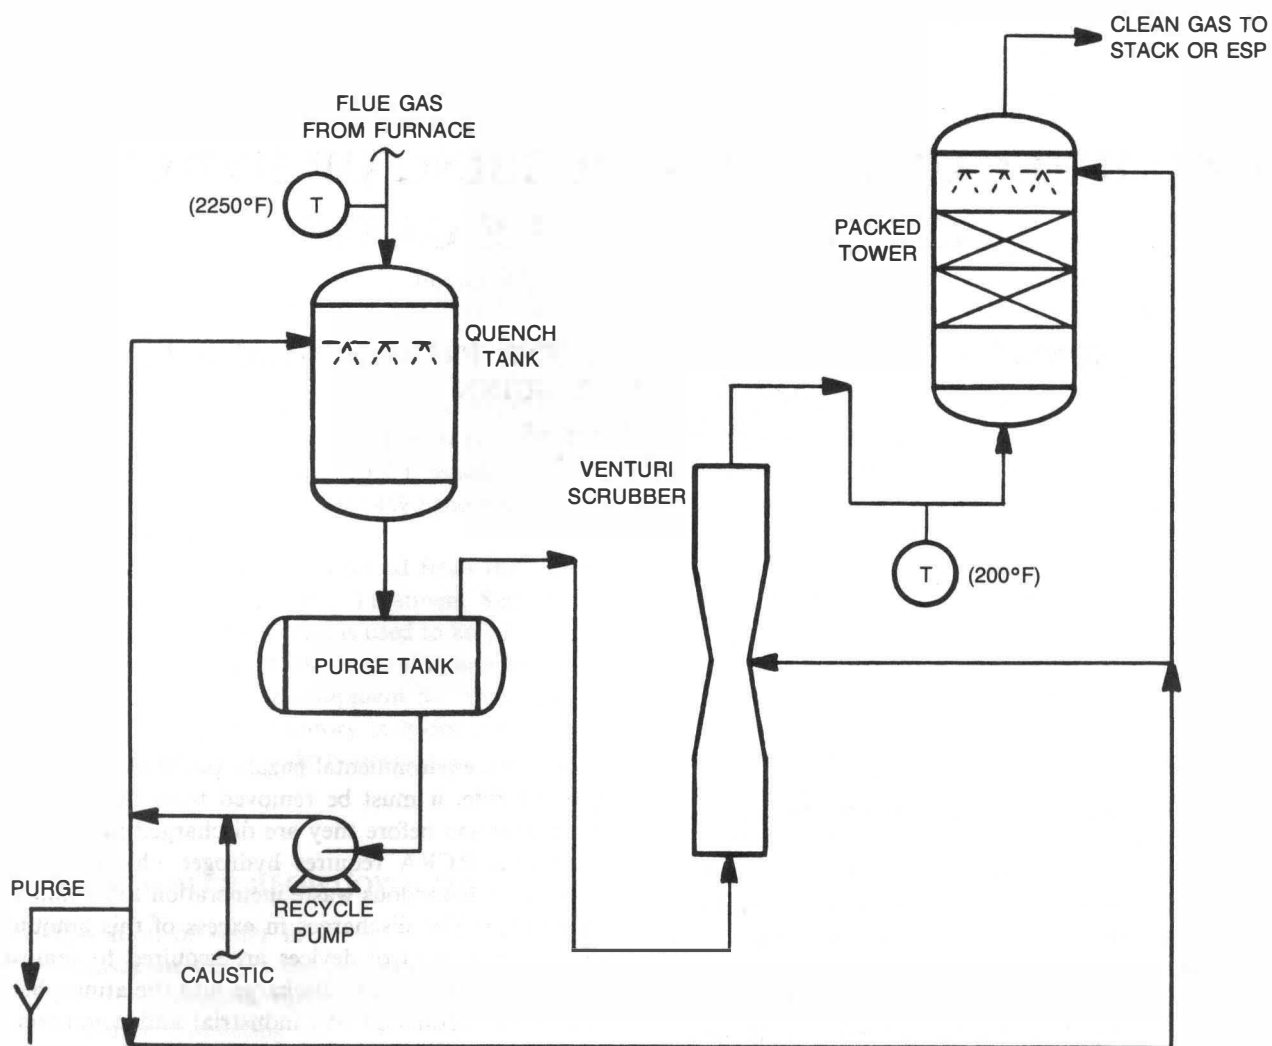 CLEAN GAS TO
STACK OR ESP
FLUE GAS
FROM FURNACE
(2250°F)
T
PACKED
TOWER
QUENCH
TANK
VENTURI
SCRUBBER
T
(200°F)
PURGE TANK
PURGE
RECYCLE
PUMP
CAUSTIC